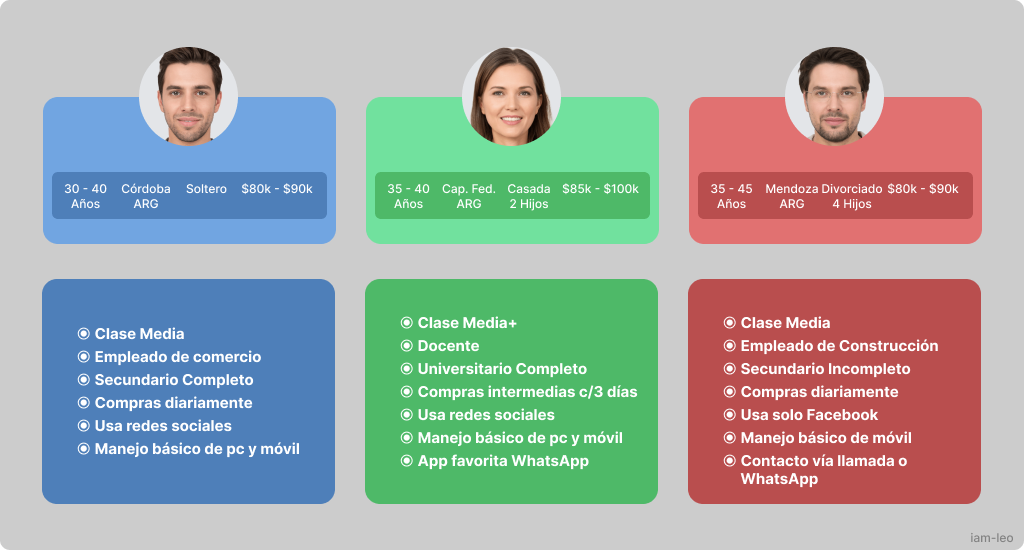 30 - 40 Córdoba Soltero $80k - $90k
Años ARG
35 - 40 Cap. Fed. Casada $85k - $100k
Años ARG 2 Hijos
35 - 45 Mendoza Divorciado $80k - $90k
Años ARG 4 Hijos
Clase Media
Empleado de comercio
Secundario Completo
Compras diariamente
Usa redes sociales
Manejo básico de pc y móvil
Clase Media+
Docente
Universitario Completo
Compras intermedias c/3 días
Usa redes sociales
Manejo básico de pc y móvil
App favorita WhatsApp
Clase Media
Empleado de Construcción
Secundario Incompleto
Compras diariamente
Usa solo Facebook
Manejo básico de móvil
Contacto vía llamada o
WhatsApp
iam-leo